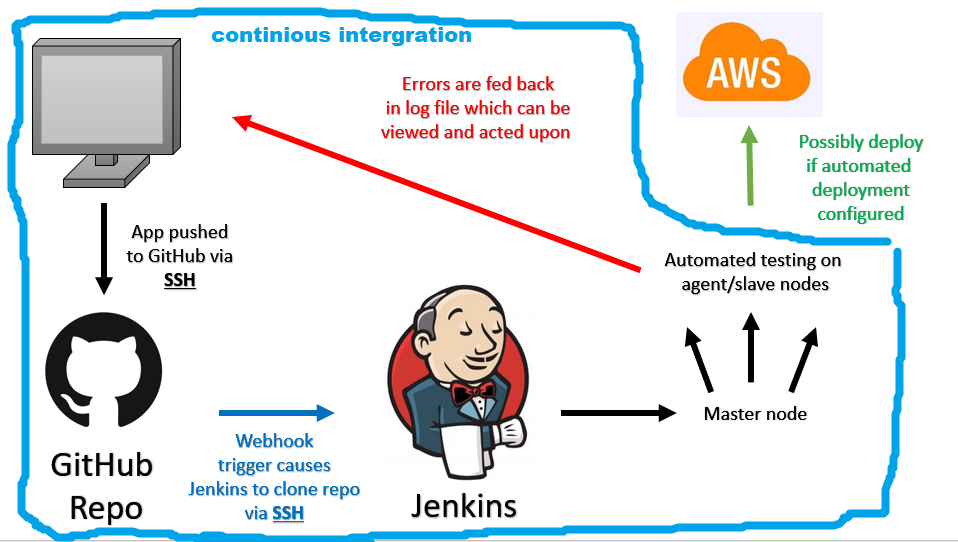 continious intergration
AWS
Errors are fed back
in log file which can be
viewed and acted upon
Possibly deploy
if automated
deployment
configured
App pushed
to GitHub via
SSH
Automated testing on
agent/slave nodes
Master node
GitHub
Repo
Webhook
trigger causes
Jenkins to clone repo
via SSH
Jenkins